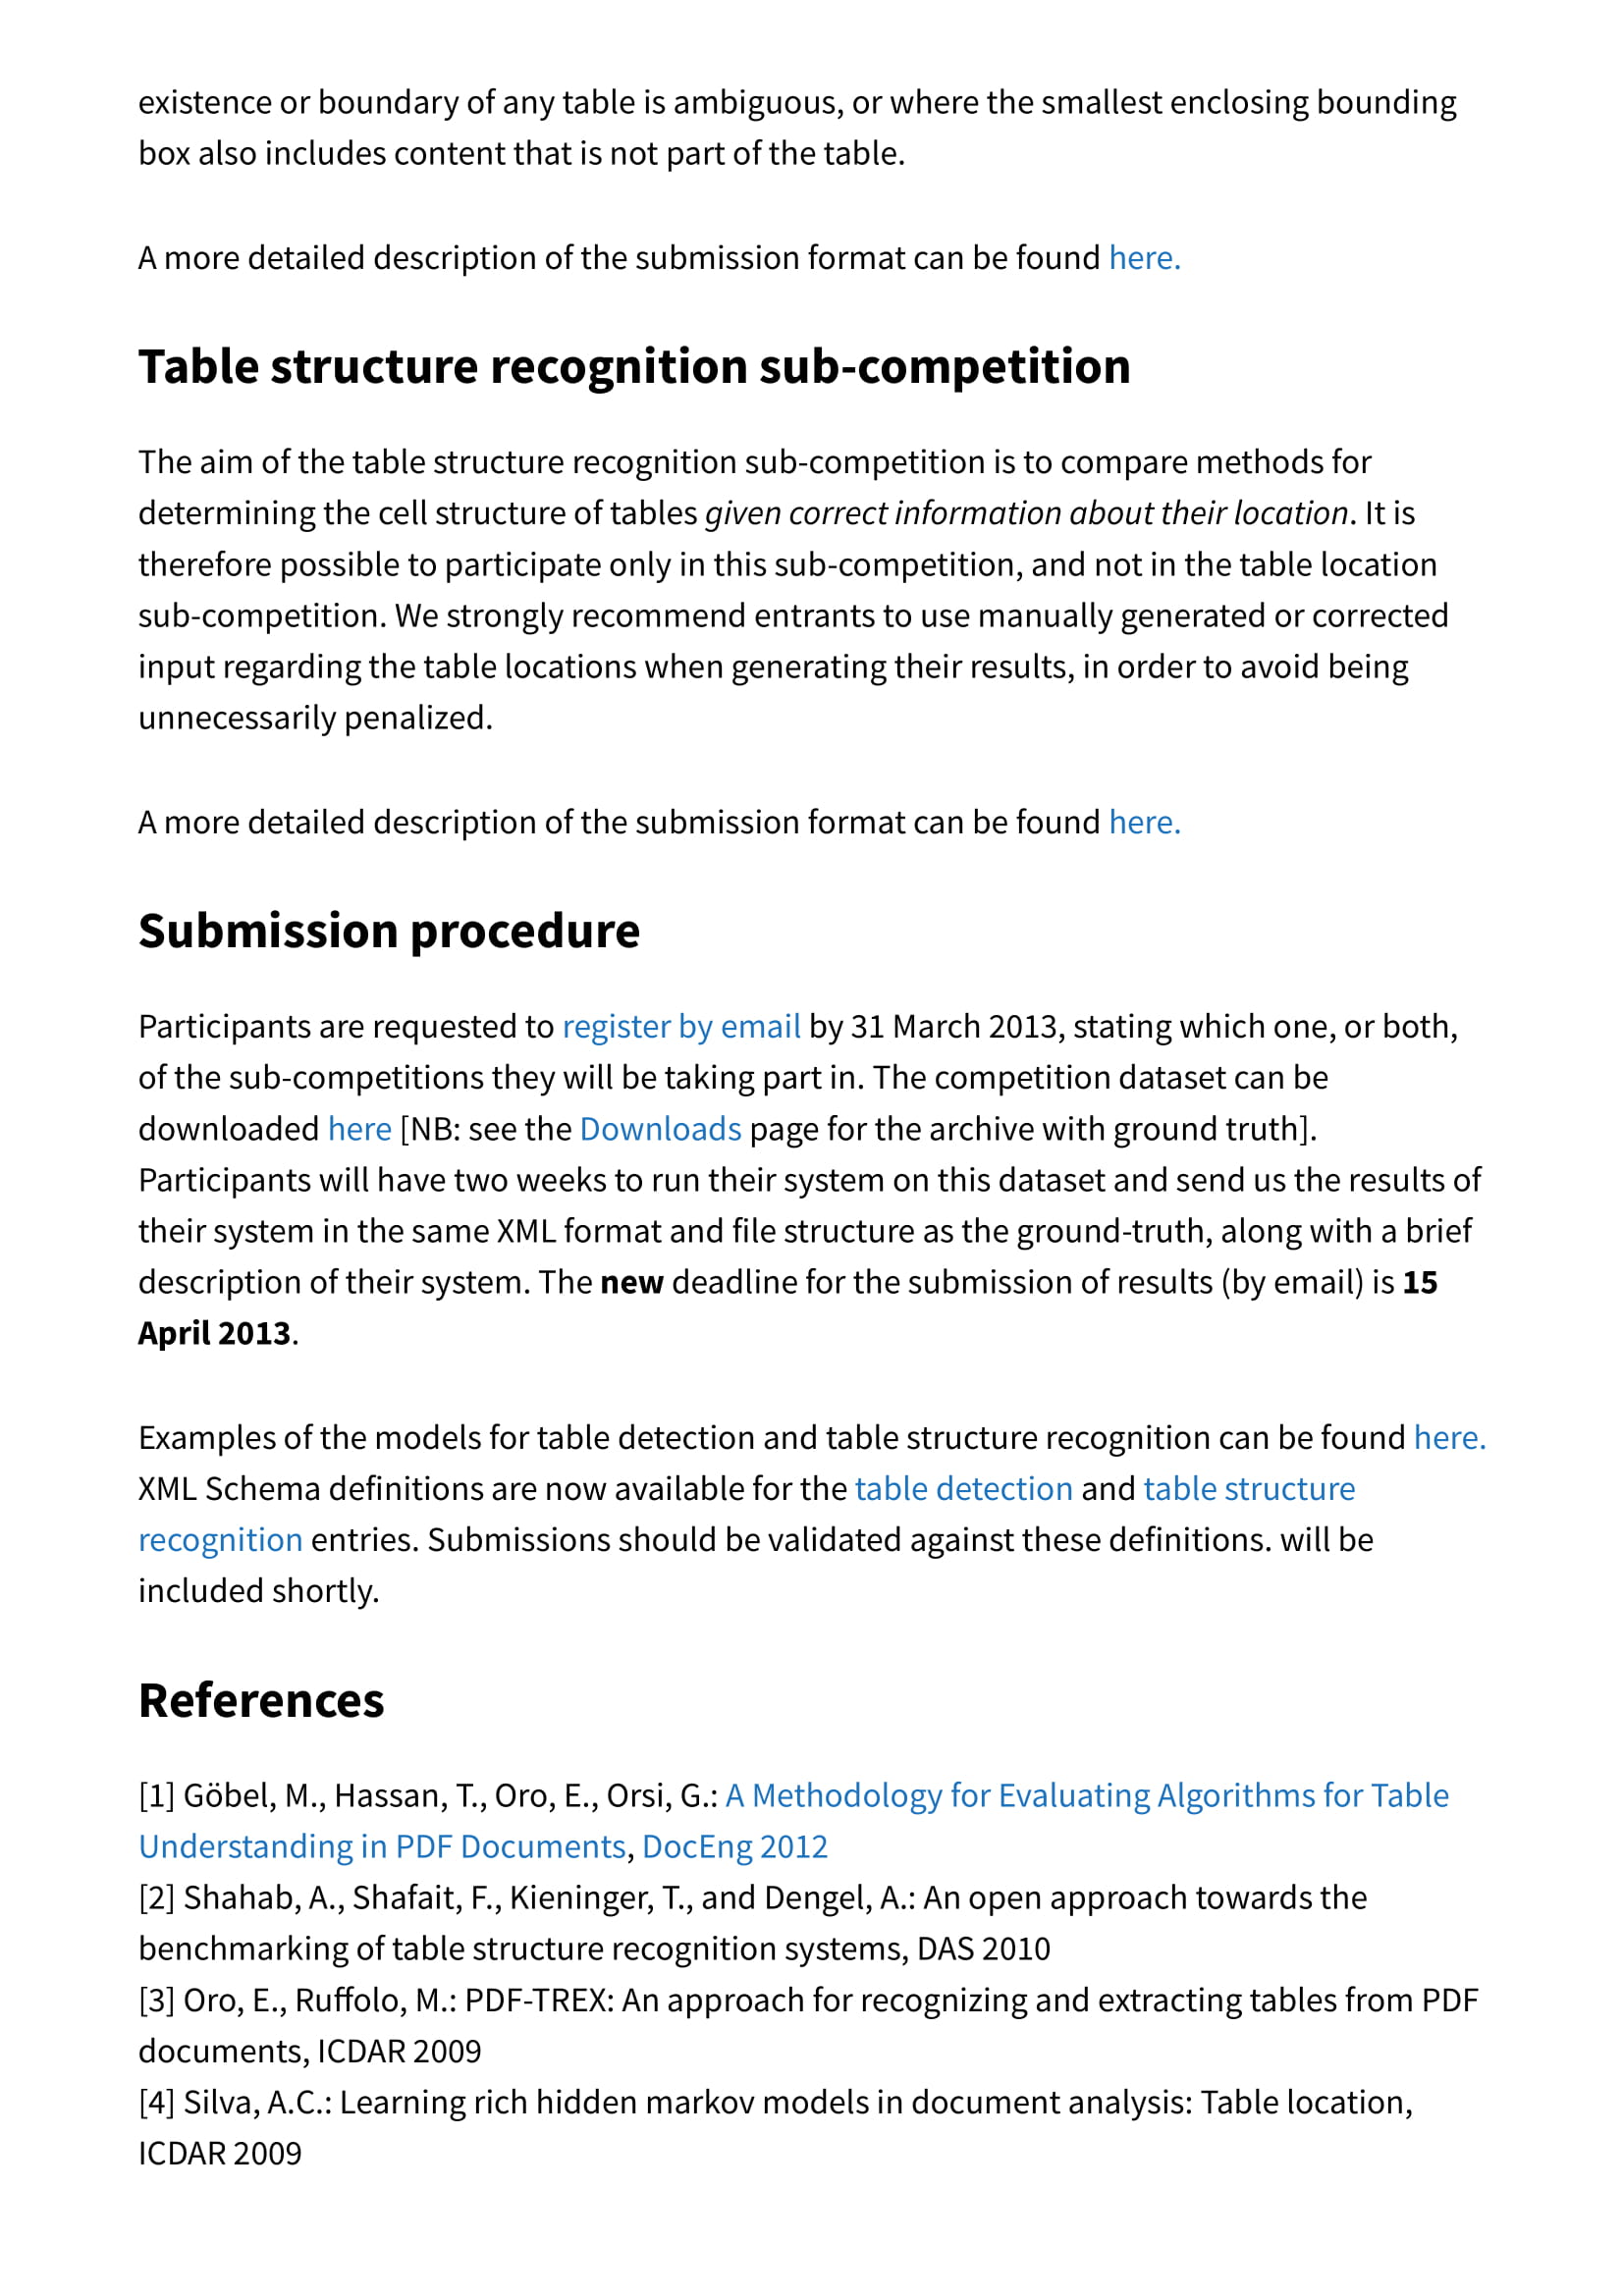 existence or boundary of any table is ambiguous, or where the smallest enclosing bounding
box also includes content that is not part of the table.
A more detailed description of the submission format can be found here.
Table structure recognition sub-competition
The aim of the table structure recognition sub-competition is to compare methods for
determining the cell structure of tables given correct information about their location. It is
therefore possible to participate only in this sub-competition, and not in the table location
sub-competition. We strongly recommend entrants to use manually generated or corrected
input regarding the table locations when generating their results, in order to avoid being
unnecessarily penalized.
A more detailed description of the submission format can be found here.
Submission procedure
Participants are requested to register by email by 31 March 2013, stating which one, or both,
of the sub-competitions they will be taking part in. The competition dataset can be
downloaded here [NB: see the Downloads page for the archive with ground truth].
Participants will have two weeks to run their system on this dataset and send us the results of
their system in the same XML format and file structure as the ground-truth, along with a brief
description of their system. The new deadline for the submission of results (by email) is 15
April 2013.
Examples of the models for table detection and table structure recognition can be found here.
XML Schema definitions are now available for the table detection and table structure
recognition entries. Submissions should be validated against these definitions. will be
included shortly.
References
[1] Göbel, M., Hassan, T., Oro, E., Orsi, G.: A Methodology for Evaluating Algorithms for Table
Understanding in PDF Documents, DocEng 2012
[2] Shahab, A., Shafait, F., Kieninger, T., and Dengel, A.: An open approach towards the
benchmarking of table structure recognition systems, DAS 2010
[3] Oro, E., Ruffolo, M.: PDF-TREX: An approach for recognizing and extracting tables from PDF
documents, ICDAR 2009
[4] Silva, A.C.: Learning rich hidden markov models in document analysis: Table location,
ICDAR 2009